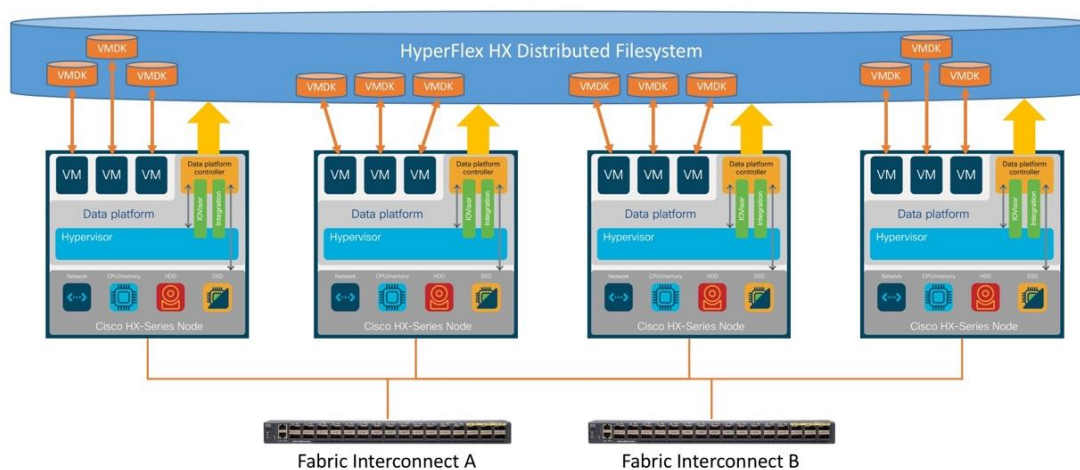 HyperFlex HX Distributed Filesystem
VMDK
VMDK
VMDK
VMDK
VMDK
VMDK
VMDK
VMDK
VMDK
VMDK
VMDK
VMDK
VM
VM
VM
Data platform
controller
IOVisor
Integration
Data platform
Hypervisor
Network
CPU/memory
HDD
SSD
Cisco HX-Series Node
VM
VM
VM
Data platform
controller
IOVisor
Integration
Data platform
Hypervisor
Network
CPU/memory
HDD
SSD
Cisco HX-Series Node
VM
VM
VM
Data platform
controller
IOVisor
Integration
Data platform
Hypervisor
Network
CPU/memory
HDD
SSD
Cisco HX-Series Node
VM
VM
VM
Data platform
controller
IOVisor
Integration
Data platform
Hypervisor
Network
CPU/memory
HDD
SSD
Cisco HX-Series Node
Fabric Interconnect A
Fabric Interconnect B